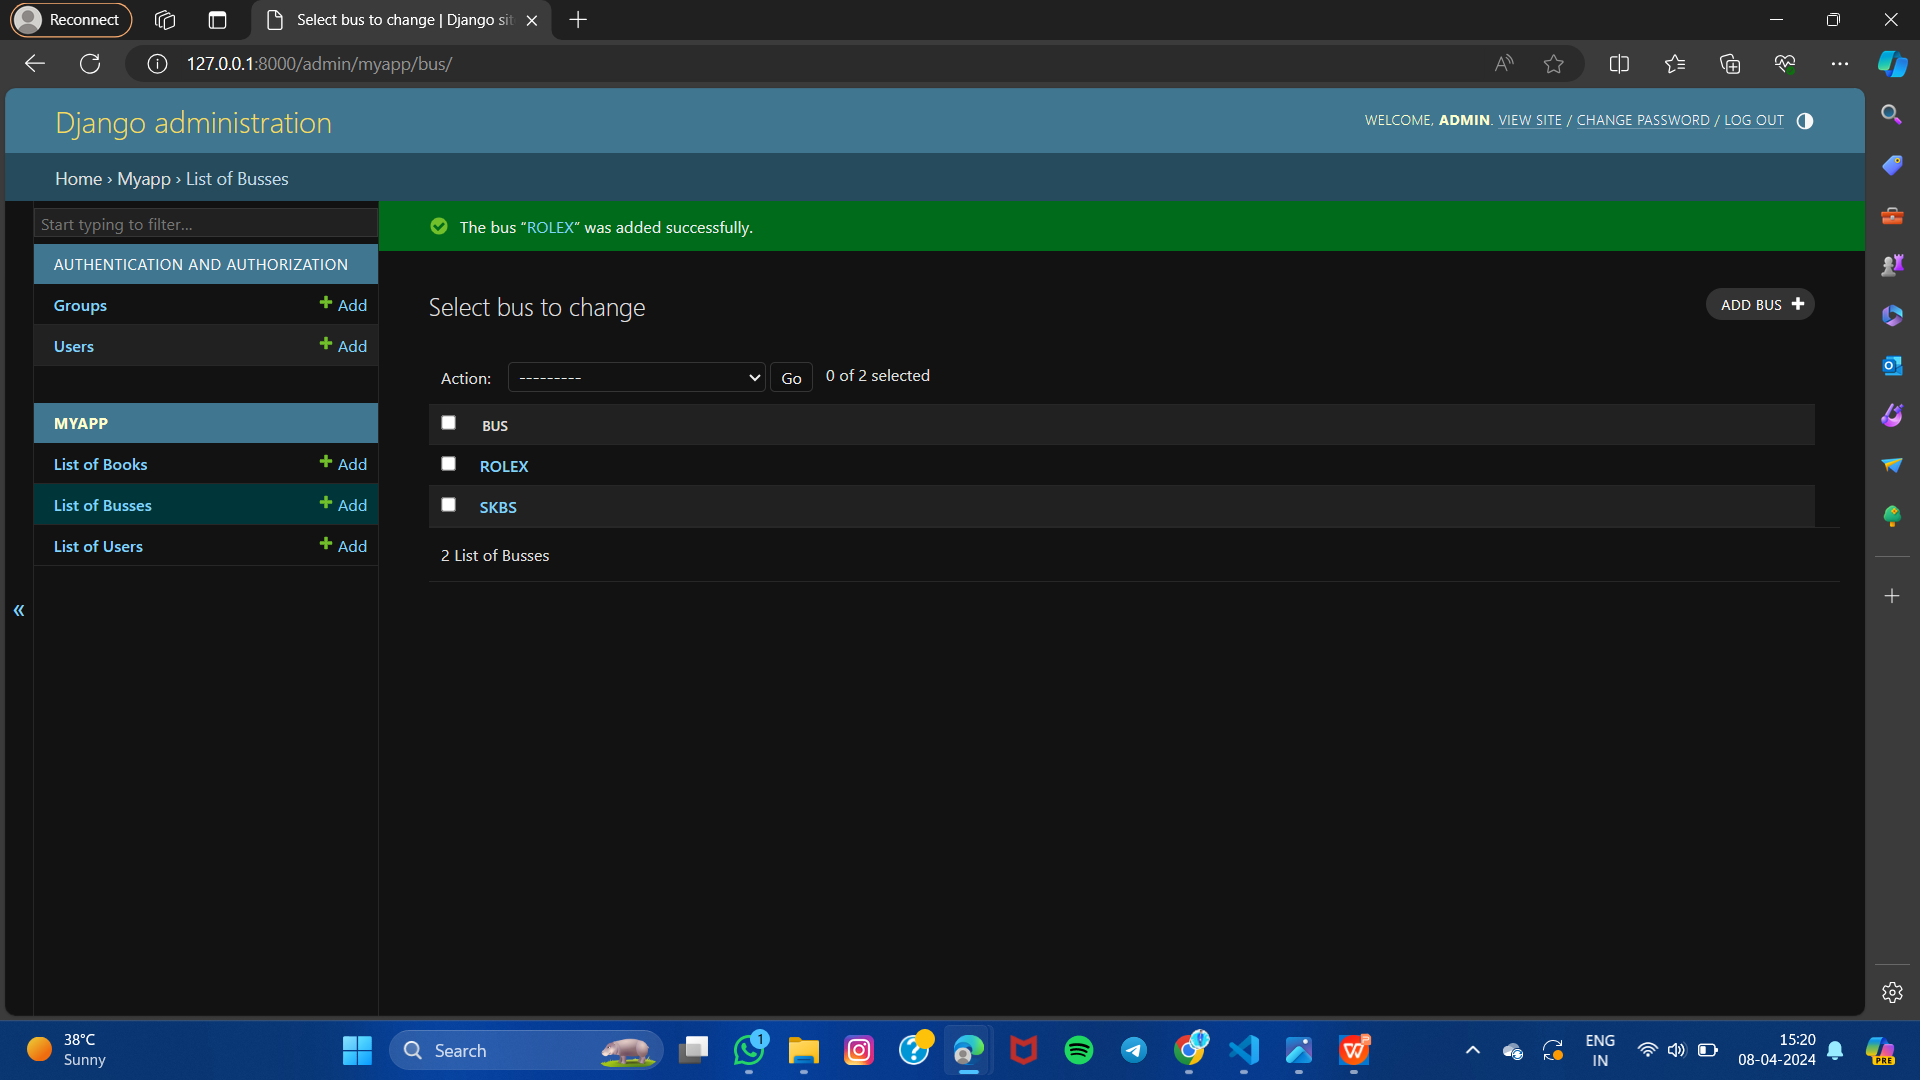 Reconnect
Select bus to change | Django sit
127.0.0.1:8000/admin/myapp/bus/
Django administration
WELCOME, ADMIN. VIEW SITE / CHANGE PASSWORD / LOG OUT
Home › Myapp › List of Busses
Start typing to filter...
The bus “ROLEX” was added successfully.
AUTHENTICATION AND AUTHORIZATION
Groups Add
Users Add
MYAPP
List of Books Add
List of Busses Add
List of Users Add
«
Select bus to change
ADD BUS
Action: --------- Go 0 of 2 selected
BUS
ROLEX
SKBS
2 List of Busses
38°C
Sunny
Search
1
ENG
IN
15:20
08-04-2024
PRE